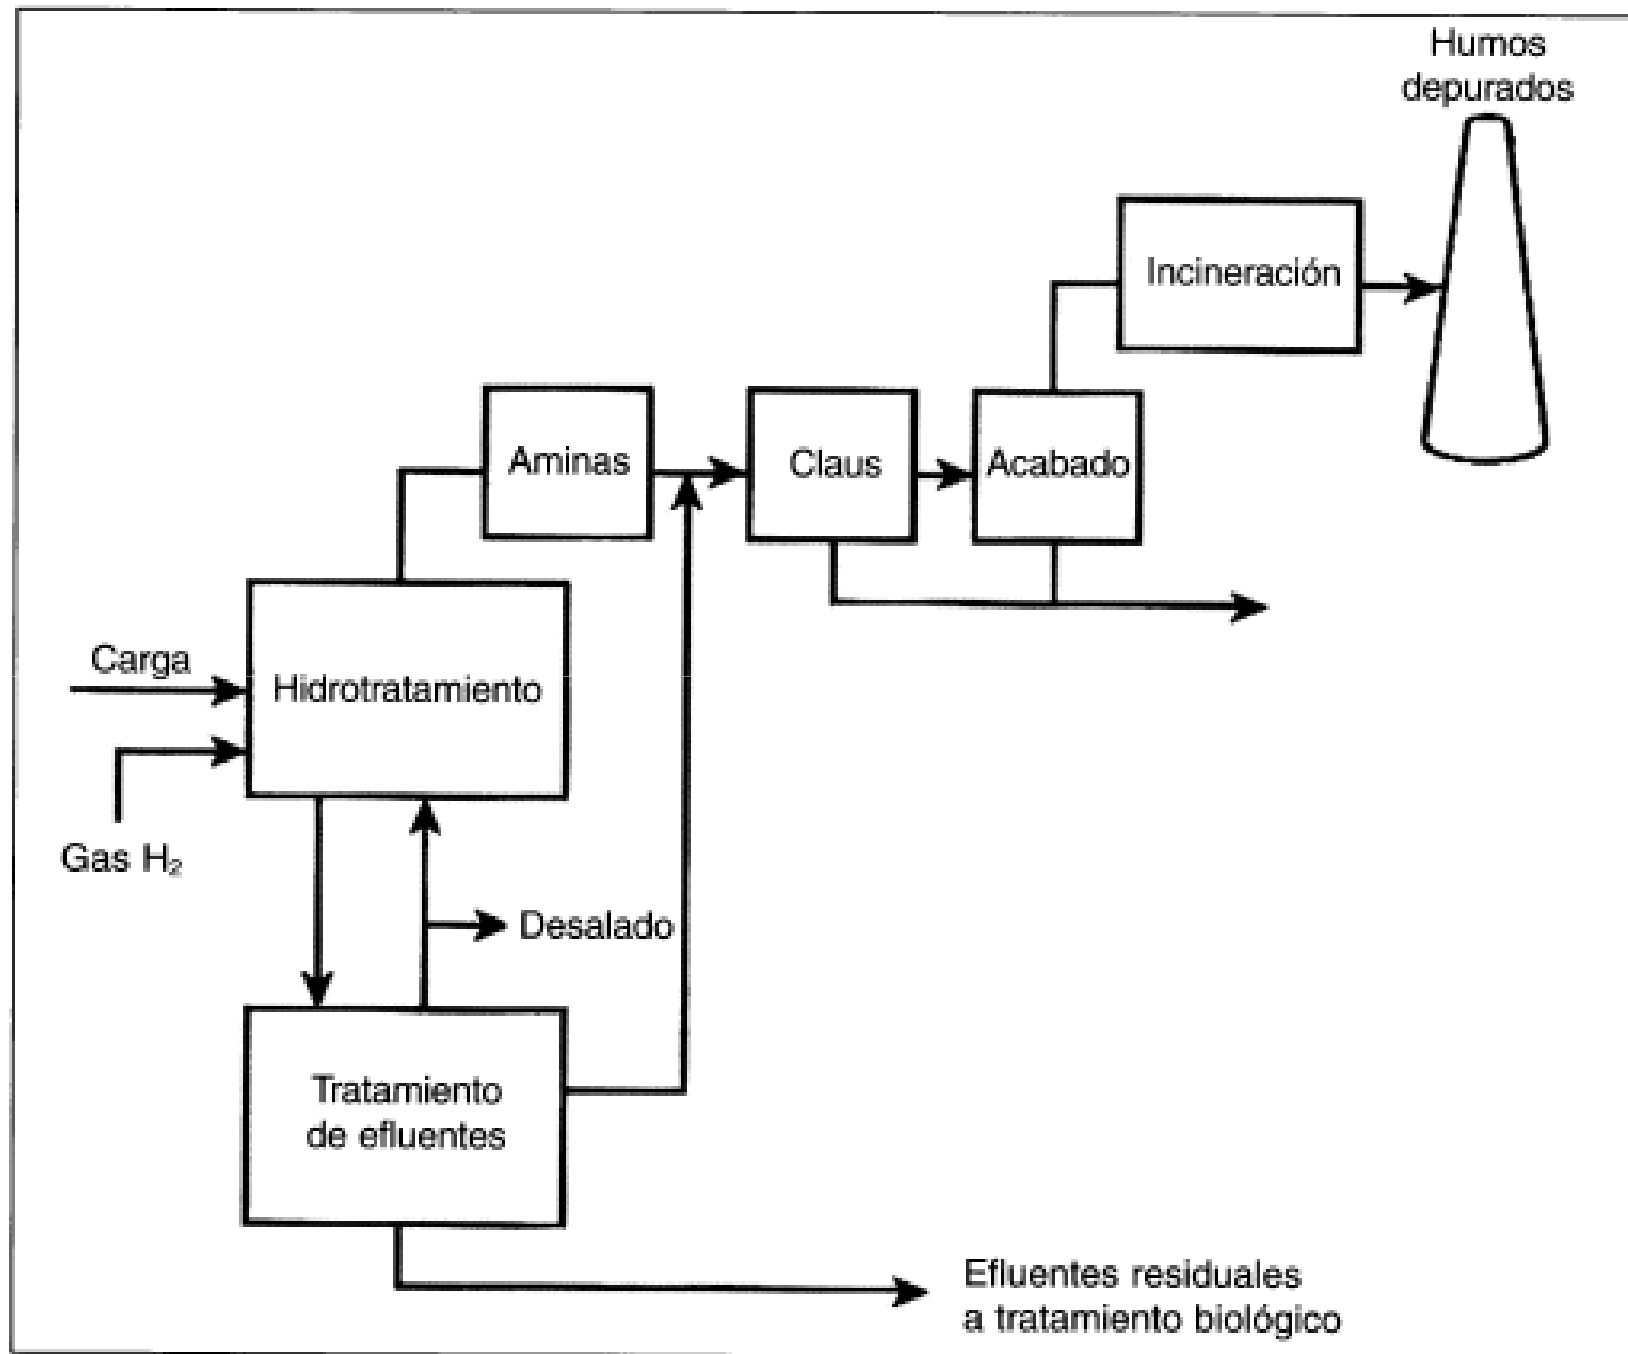 Humos
depurados
Incineración
Aminas
Claus
Acabado
Carga
Hidrotratamiento
Gas H₂
Desalado
Tratamiento
de efluentes
Efluentes residuales
a tratamiento biológico